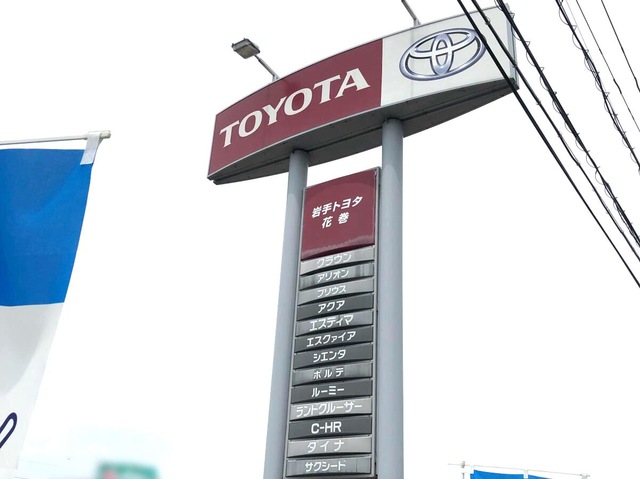 TOYOTA
岩手トヨタ
花巻
クラウン
アリオン
プリウス
アクア
エスティマ
エスクァイア
シエンタ
ポルテ
ルーミー
ランドクルーザー
C-HR
ダイナ
サクシード